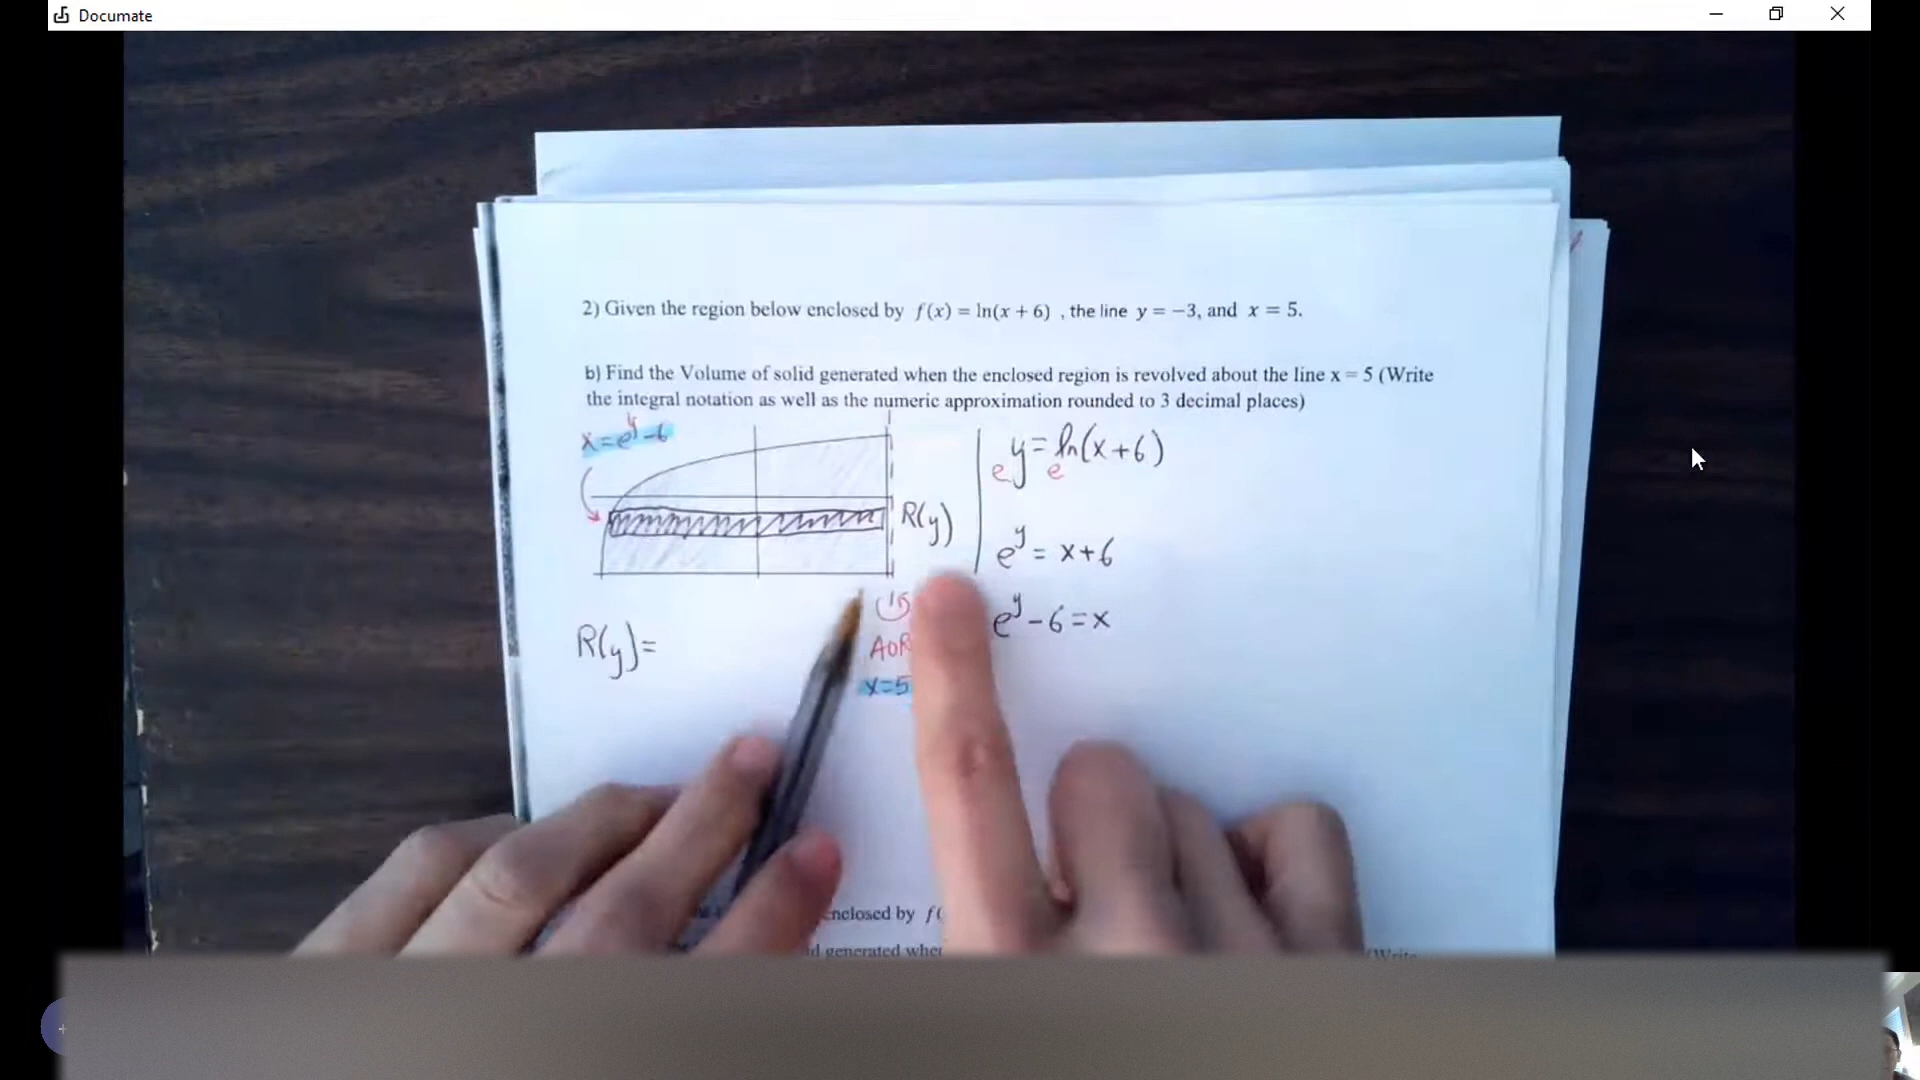 Documate
2) Given the region below enclosed by f(x) = ln(x + 6) , the line y = −3, and x = 5.
b) Find the Volume of solid generated when the enclosed region is revolved about the line x = 5 (Write
the integral notation as well as the numeric approximation rounded to 3 decimal places)
x = e^y - 6
y = ln(x+6)
e e
R(y)
e^y = x+6
e^y - 6 = x
R(y) =
AoR
x=5
enclosed by f(
d generated whe
(Write